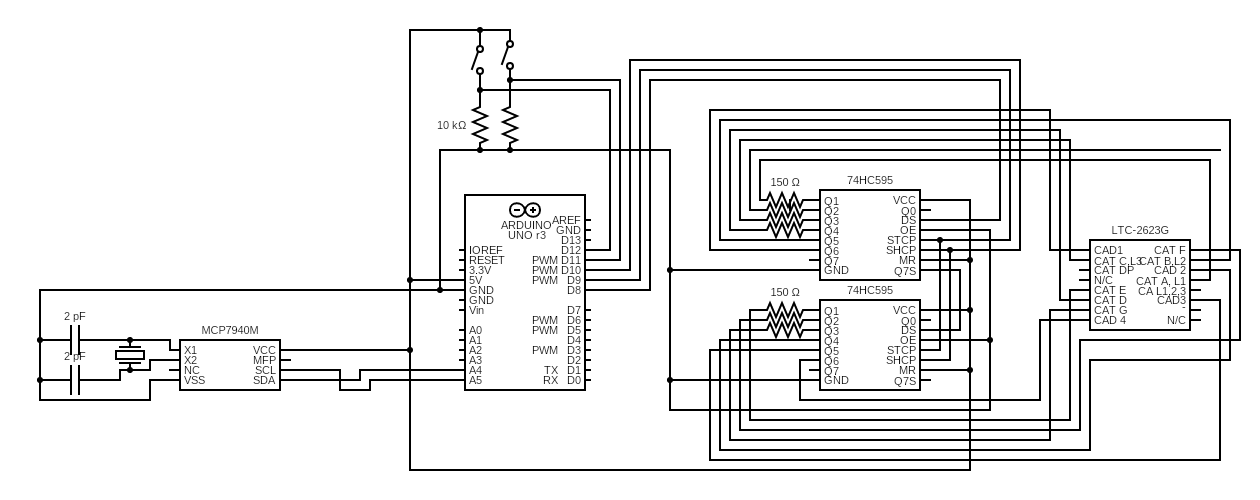 10 kΩ
ARDUINO
UNO r3
AREF
GND
D13
IOREF
D12
RESET
PWM D11
3.3V
PWM D10
5V
PWM D9
GND
D8
GND
Vin
D7
PWM D6
A0
PWM D5
A1
D4
A2
PWM D3
A3
D2
A4
TX D1
A5
RX D0
2 pF
2 pF
MCP7940M
X1 VCC
X2 MFP
NC SCL
VSS SDA
150 Ω
74HC595
Q1 VCC
Q2 Q0
Q3 DS
Q4 OE
Q5 STCP
Q6 SHCP
Q7 MR
GND Q7S
150 Ω
74HC595
Q1 VCC
Q2 Q0
Q3 DS
Q4 OE
Q5 STCP
Q6 SHCP
Q7 MR
GND Q7S
LTC-2623G
CAD1 CAT F
CAT C,L3 CAT B,L2
CAT DP CAD 2
N/C CAT A, L1
CAT E CA L1,2,3
CAT D CAD3
CAT G -
CAD 4 N/C